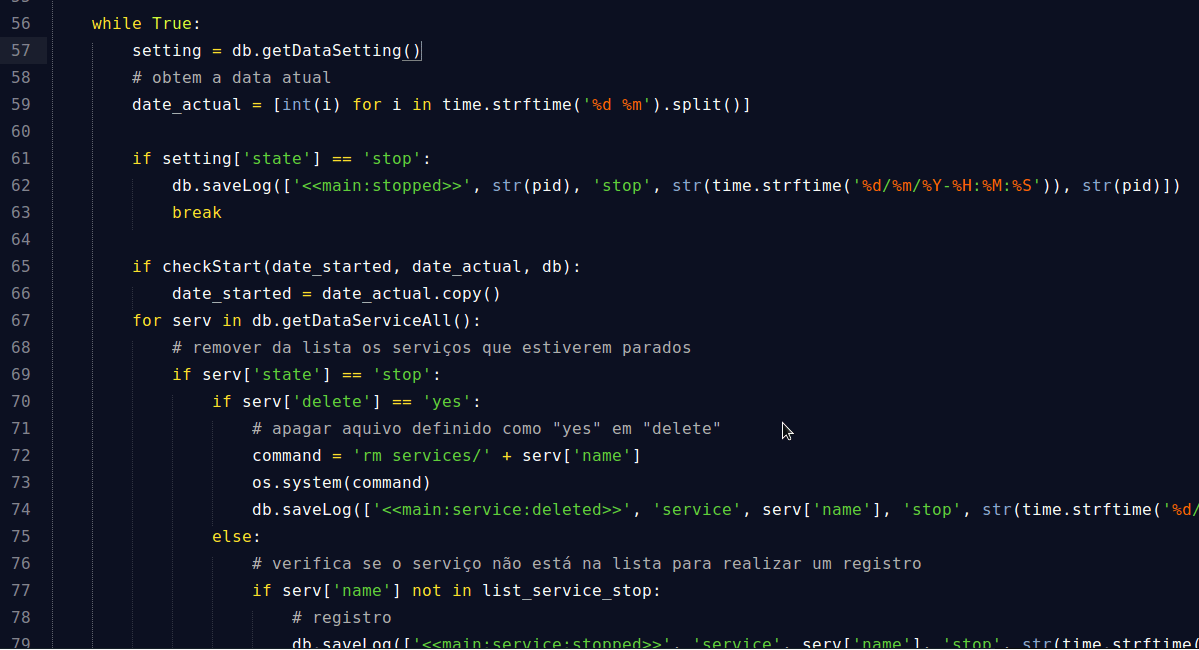 56 while True:
57 setting = db.getDataSetting()
58 # obtem a data atual
59 date_actual = [int(i) for i in time.strftime('%d %m').split()]
60
61 if setting['state'] == 'stop':
62 db.saveLog(['<<main:stopped>>', str(pid), 'stop', str(time.strftime('%d/%m/%Y-%H:%M:%S')), str(pid)])
63 break
64
65 if checkStart(date_started, date_actual, db):
66 date_started = date_actual.copy()
67 for serv in db.getDataServiceAll():
68 # remover da lista os serviços que estiverem parados
69 if serv['state'] == 'stop':
70 if serv['delete'] == 'yes':
71 # apagar aquivo definido como "yes" em "delete"
72 command = 'rm services/' + serv['name']
73 os.system(command)
74 db.saveLog(['<<main:service:deleted>>', 'service', serv['name'], 'stop', str(time.strftime('%d/
75 else:
76 # verifica se o serviço não está na lista para realizar um registro
77 if serv['name'] not in list_service_stop:
78 # registro
79 db.saveLog(['<<main:service:stopped>>', 'service', serv['name'], 'stop', str(time.strftime(